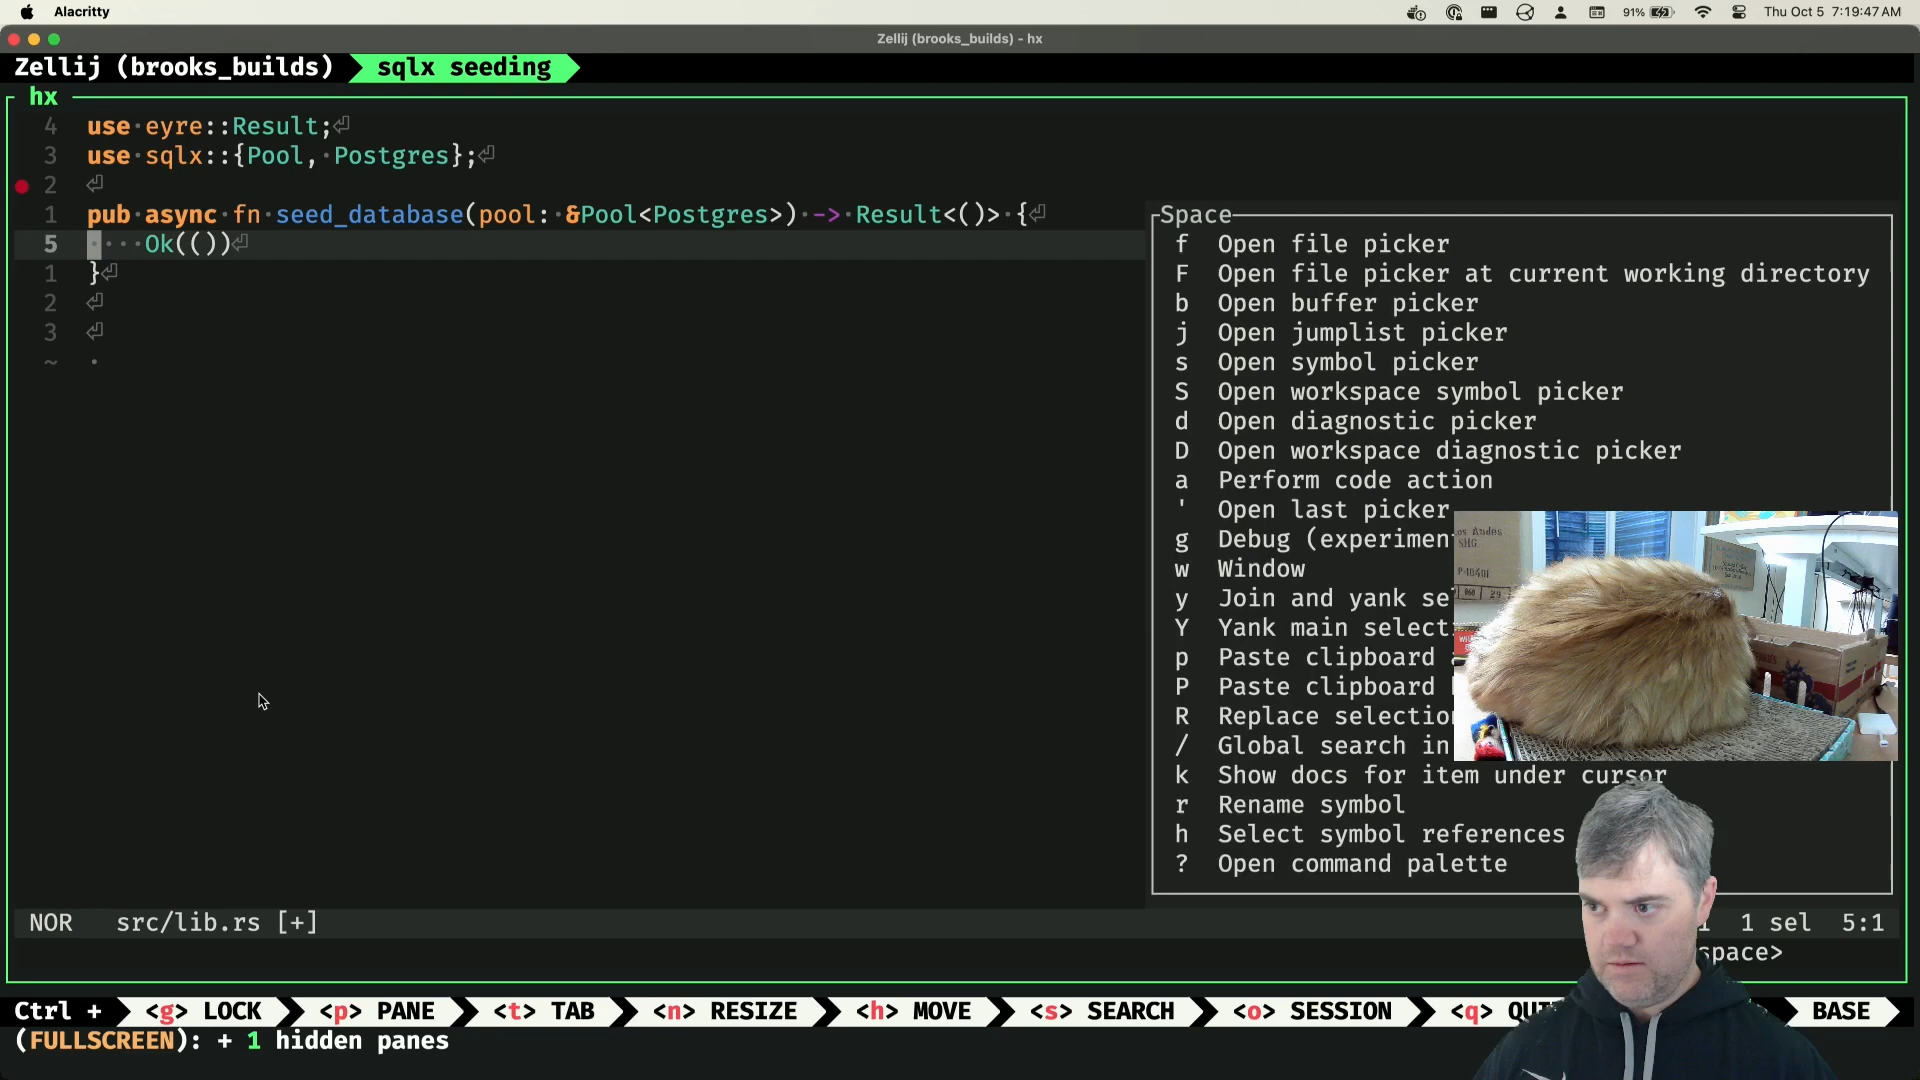 Alacritty
91%
Thu Oct 5 7:19:47 AM
Zellij (brooks_builds) - hx
Zellij (brooks_builds) sqlx seeding
hx
4 use·eyre::Result;⏎
3 use·sqlx::{Pool,·Postgres};⏎
2 ⏎
1 pub·async·fn·seed_database(pool:·&Pool<Postgres>)·->·Result<()>·{⏎
5 ····Ok(())⏎
1 }⏎
2 ⏎
3 ⏎
~ ·
Space
f Open file picker
F Open file picker at current working directory
b Open buffer picker
j Open jumplist picker
s Open symbol picker
S Open workspace symbol picker
d Open diagnostic picker
D Open workspace diagnostic picker
a Perform code action
' Open last picker
g Debug (experimen
w Window
y Join and yank se
Y Yank main select
p Paste clipboard
P Paste clipboard
R Replace selectio
/ Global search in
k Show docs for item under cursor
r Rename symbol
h Select symbol references
? Open command palette
Los Andes
SHG
NOR src/lib.rs [+]
1 sel 5:1
space>
Ctrl + <g> LOCK <p> PANE <t> TAB <n> RESIZE <h> MOVE <s> SEARCH <o> SESSION <q> QUI BASE
(FULLSCREEN): + 1 hidden panes